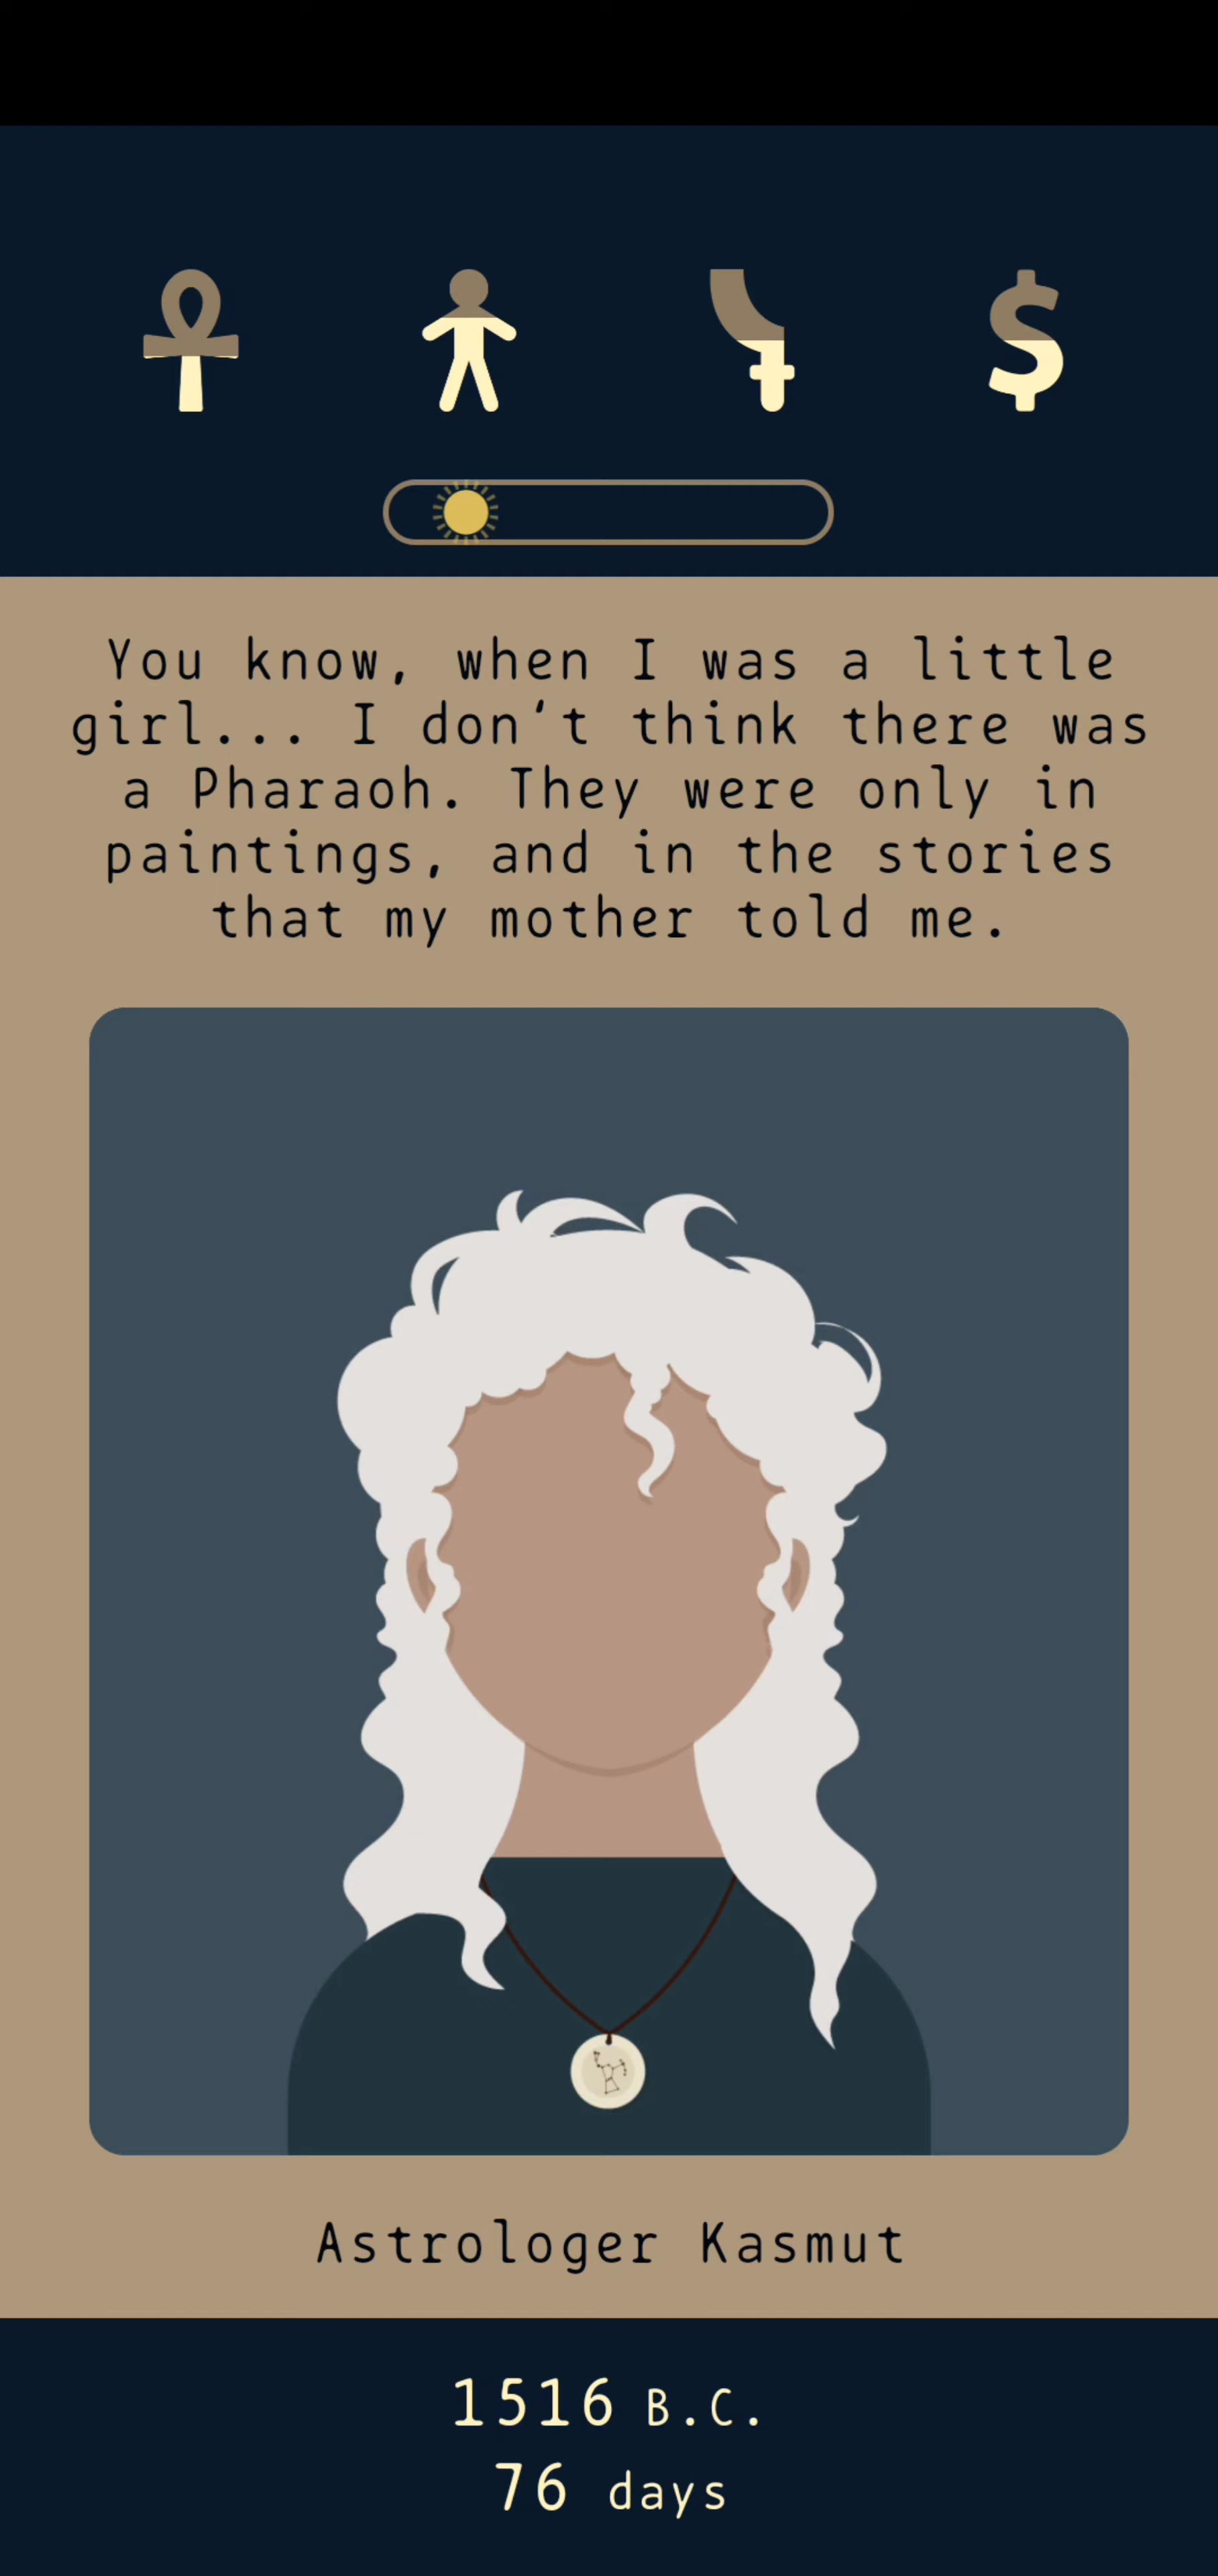 You know, when I was a little
girl... I don't think there was
a Pharaoh. They were only in
paintings, and in the stories
that my mother told me.
Astrologer Kasmut
1516 B.C.
76 days